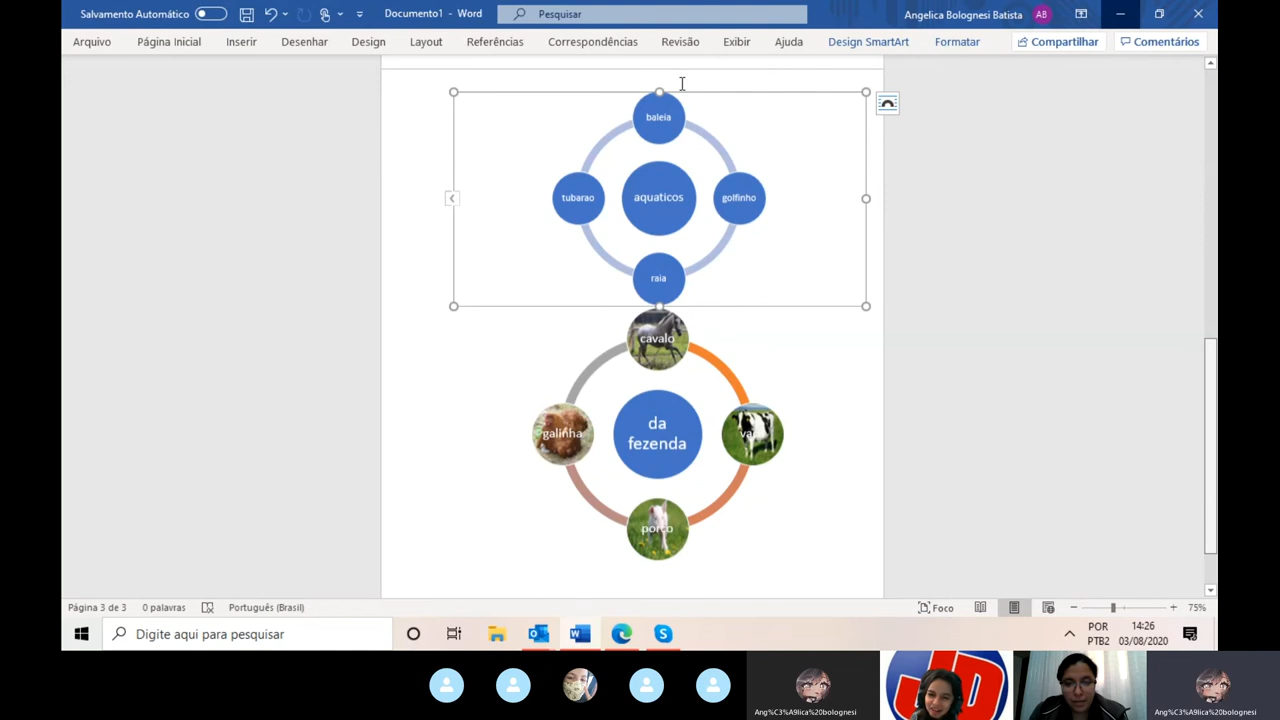 Salvamento Automático
Documento1 - Word
Pesquisar
Angelica Bolognesi Batista
AB
Arquivo
Página Inicial
Inserir
Desenhar
Design
Layout
Referências
Correspondências
Revisão
Exibir
Ajuda
Design SmartArt
Formatar
Compartilhar
Comentários
baleia
tubarao
aquaticos
golfinho
raia
cavalo
galinha
da
fezenda
porco
Página 3 de 3
0 palavras
Português (Brasil)
Foco
75%
Digite aqui para pesquisar
POR
PTB2
14:26
03/08/2020
JD
Ang%C3%A9lica%20bolognesi
Ang%C3%A9lica%20bolognesi